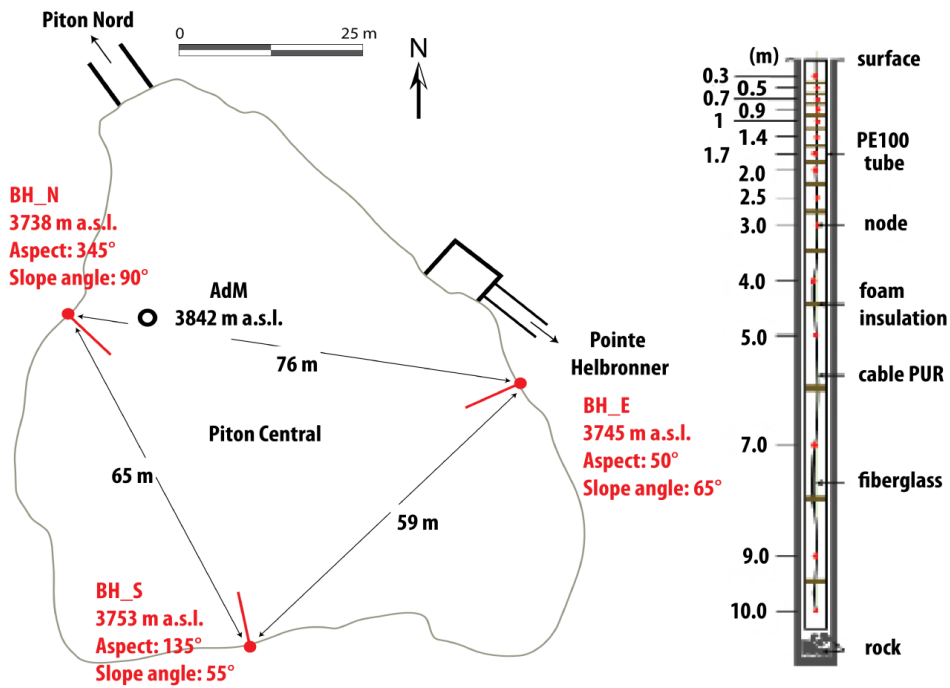 Piton Nord
0 25 m
N
BH_N
3738 m a.s.l.
Aspect: 345°
Slope angle: 90°
AdM
3842 m a.s.l.
76 m
Pointe
Helbronner
BH_E
3745 m a.s.l.
Aspect: 50°
Slope angle: 65°
Piton Central
65 m
59 m
BH_S
3753 m a.s.l.
Aspect: 135°
Slope angle: 55°
(m)
surface
0.3
0.5
0.7
0.9
1
1.4
PE100
tube
1.7
2.0
2.5
3.0
node
4.0
foam
insulation
5.0
cable PUR
7.0
fiberglass
9.0
10.0
rock